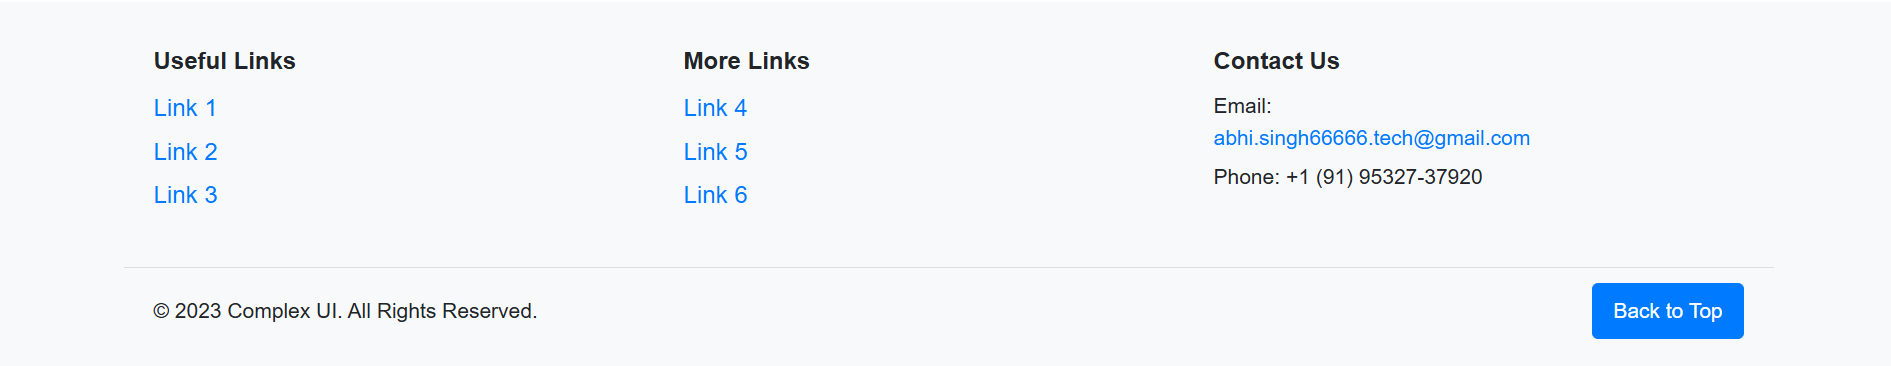 Useful Links
Link 1
Link 2
Link 3
More Links
Link 4
Link 5
Link 6
Contact Us
Email:
abhi.singh66666.tech@gmail.com
Phone: +1 (91) 95327-37920
© 2023 Complex UI. All Rights Reserved.
Back to Top